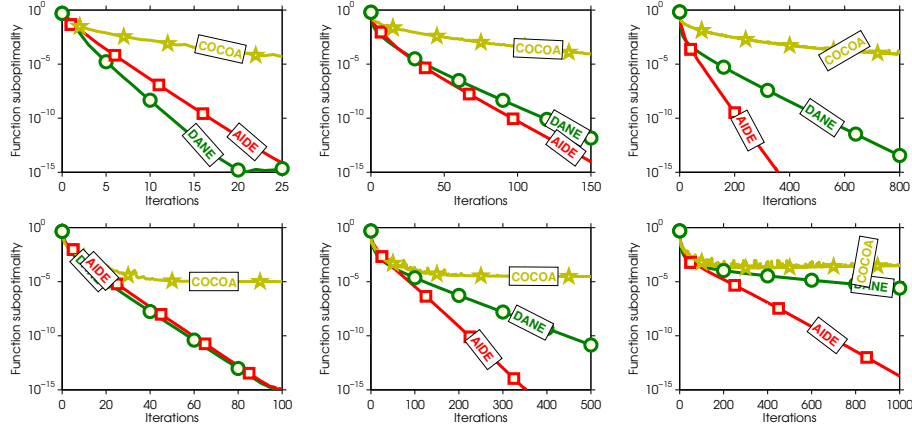 10^0
10^-5
10^-10
10^-15
Function suboptimality
COCOA
AIDE
DANE
0 5 10 15 20 25
Iterations
10^0
10^-5
10^-10
10^-15
Function suboptimality
COCOA
DANE
AIDE
0 50 100 150
Iterations
10^0
10^-5
10^-10
10^-15
Function suboptimality
COCOA
DANE
AIDE
0 200 400 600 800
Iterations
10^0
10^-5
10^-10
10^-15
Function suboptimality
DANE
AIDE
COCOA
0 20 40 60 80 100
Iterations
10^0
10^-5
10^-10
10^-15
Function suboptimality
COCOA
DANE
AIDE
0 100 200 300 400 500
Iterations
10^0
10^-5
10^-10
10^-15
Function suboptimality
COCOA
DANE
AIDE
0 200 400 600 800 1000
Iterations